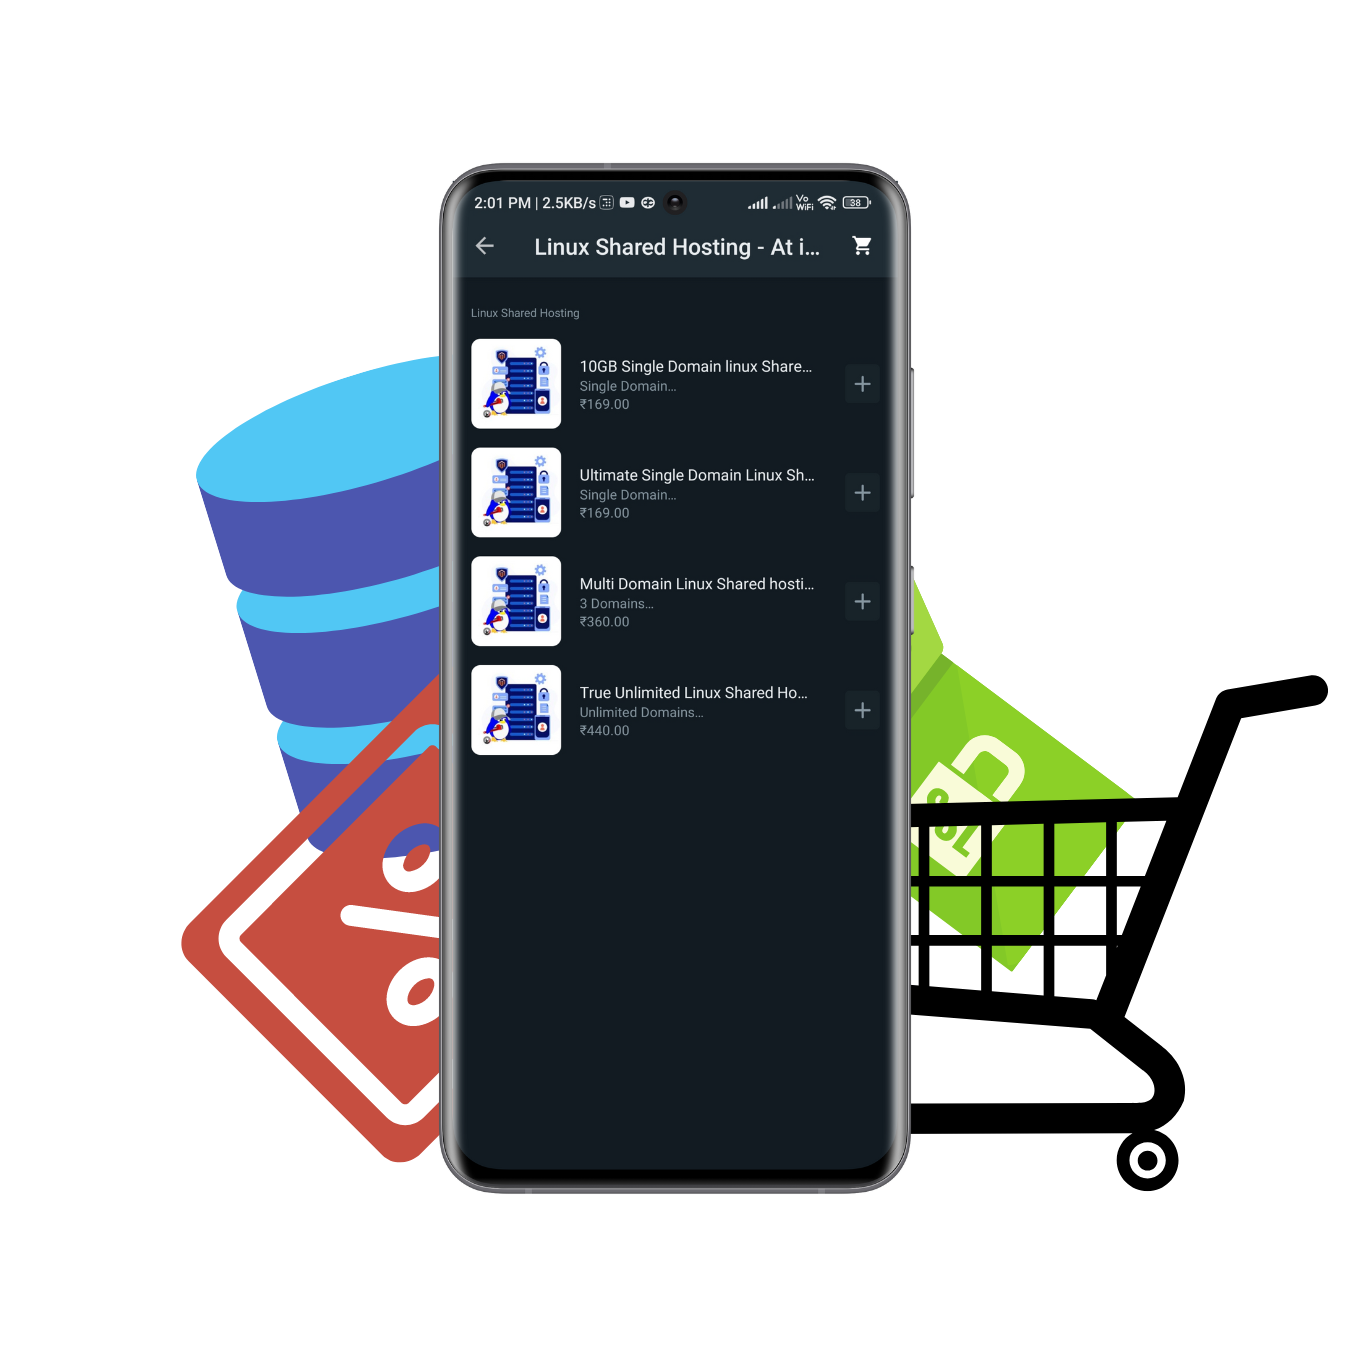 2:01 PM | 2.5KB/s
Vo
WiFi
38
Linux Shared Hosting - At i...
Linux Shared Hosting
10GB Single Domain linux Share...
Single Domain...
₹169.00
Ultimate Single Domain Linux Sh...
Single Domain...
₹169.00
Multi Domain Linux Shared hosti...
3 Domains...
₹360.00
True Unlimited Linux Shared Ho...
Unlimited Domains...
₹440.00
%
SSL